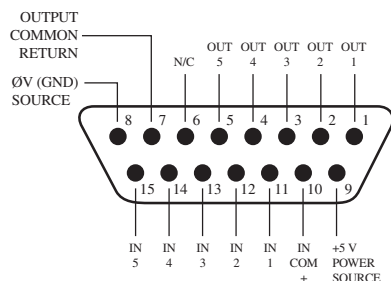 OUTPUT
COMMON
RETURN
ØV (GND)
SOURCE
N/C
OUT
5
OUT
4
OUT
3
OUT
2
OUT
1
8 7 6 5 4 3 2 1
15 14 13 12 11 10 9
IN
5
IN
4
IN
3
IN
2
IN
1
IN
COM
+
+5 V
POWER
SOURCE